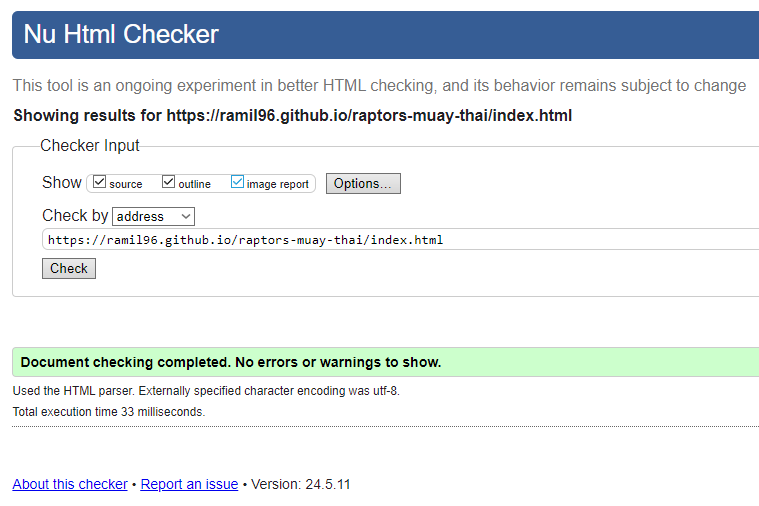 Nu Html Checker
This tool is an ongoing experiment in better HTML checking, and its behavior remains subject to change
Showing results for https://ramil96.github.io/raptors-muay-thai/index.html
Checker Input
Show source outline image report Options...
Check by address
https://ramil96.github.io/raptors-muay-thai/index.html
Check
Document checking completed. No errors or warnings to show.
Used the HTML parser. Externally specified character encoding was utf-8.
Total execution time 33 milliseconds.
About this checker • Report an issue • Version: 24.5.11